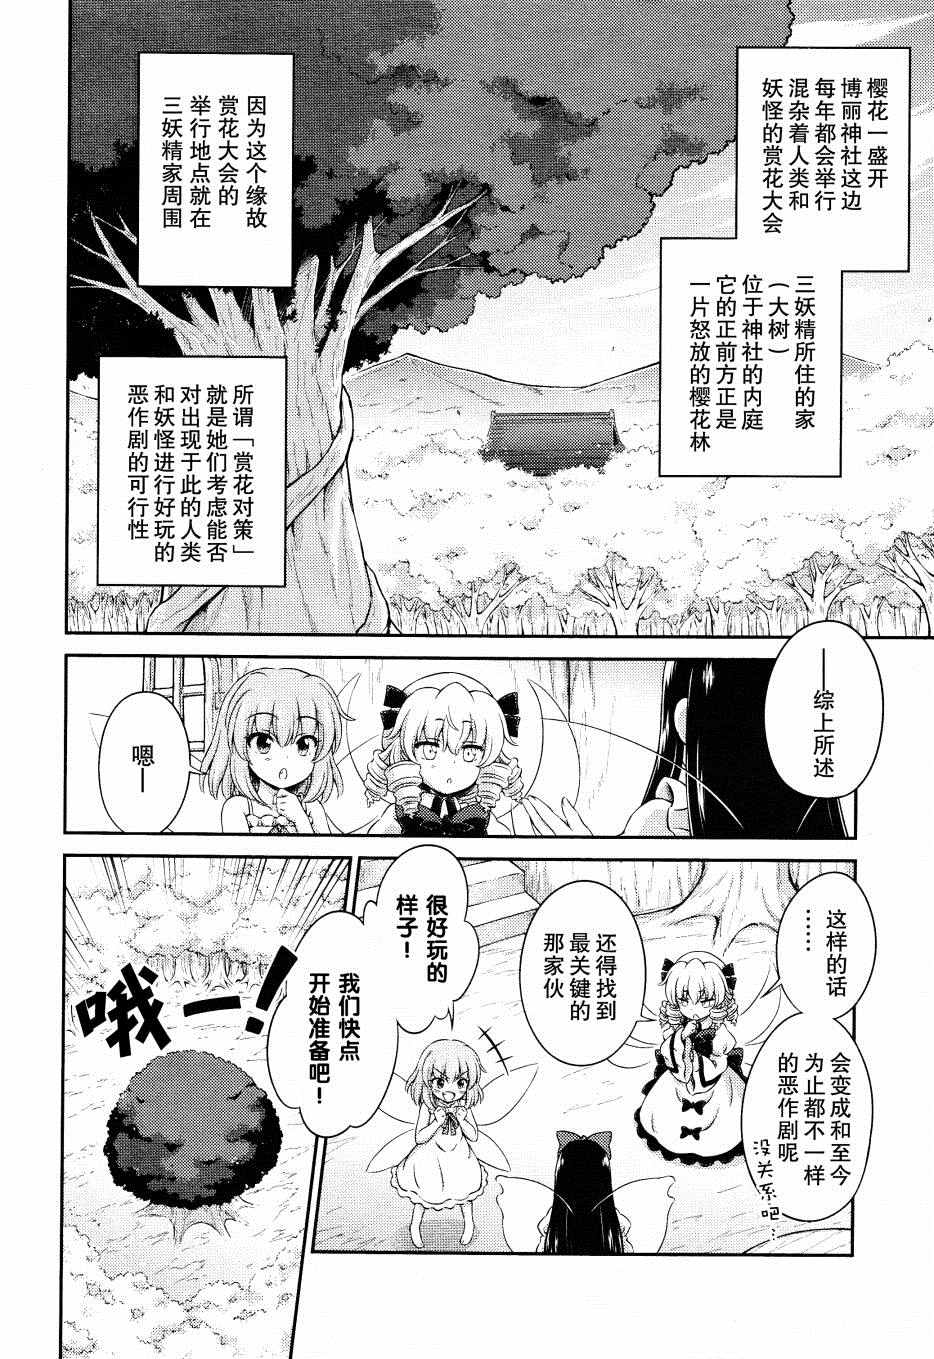 樱花一盛开
博丽神社这边
每年都会举行
混杂着人类和
妖怪的赏花大会
三妖精所住的家
（大树）
位于神社的内庭
它的正前方正是
一片怒放的樱花林
因为这个缘故
赏花大会的
举行地点就在
三妖精家周围
所谓「赏花对策」
就是她们考虑能否
对出现于此的人类
和妖怪进行好玩的
恶作剧的可行性
——综上所述
嗯—
这样的话
……
会变成和至今
为止都不一样
的恶作剧呢
没关系吧…
还得找到
最关键的
那家伙
很好玩的
样子！
我们快点
开始准备吧！
哦—！